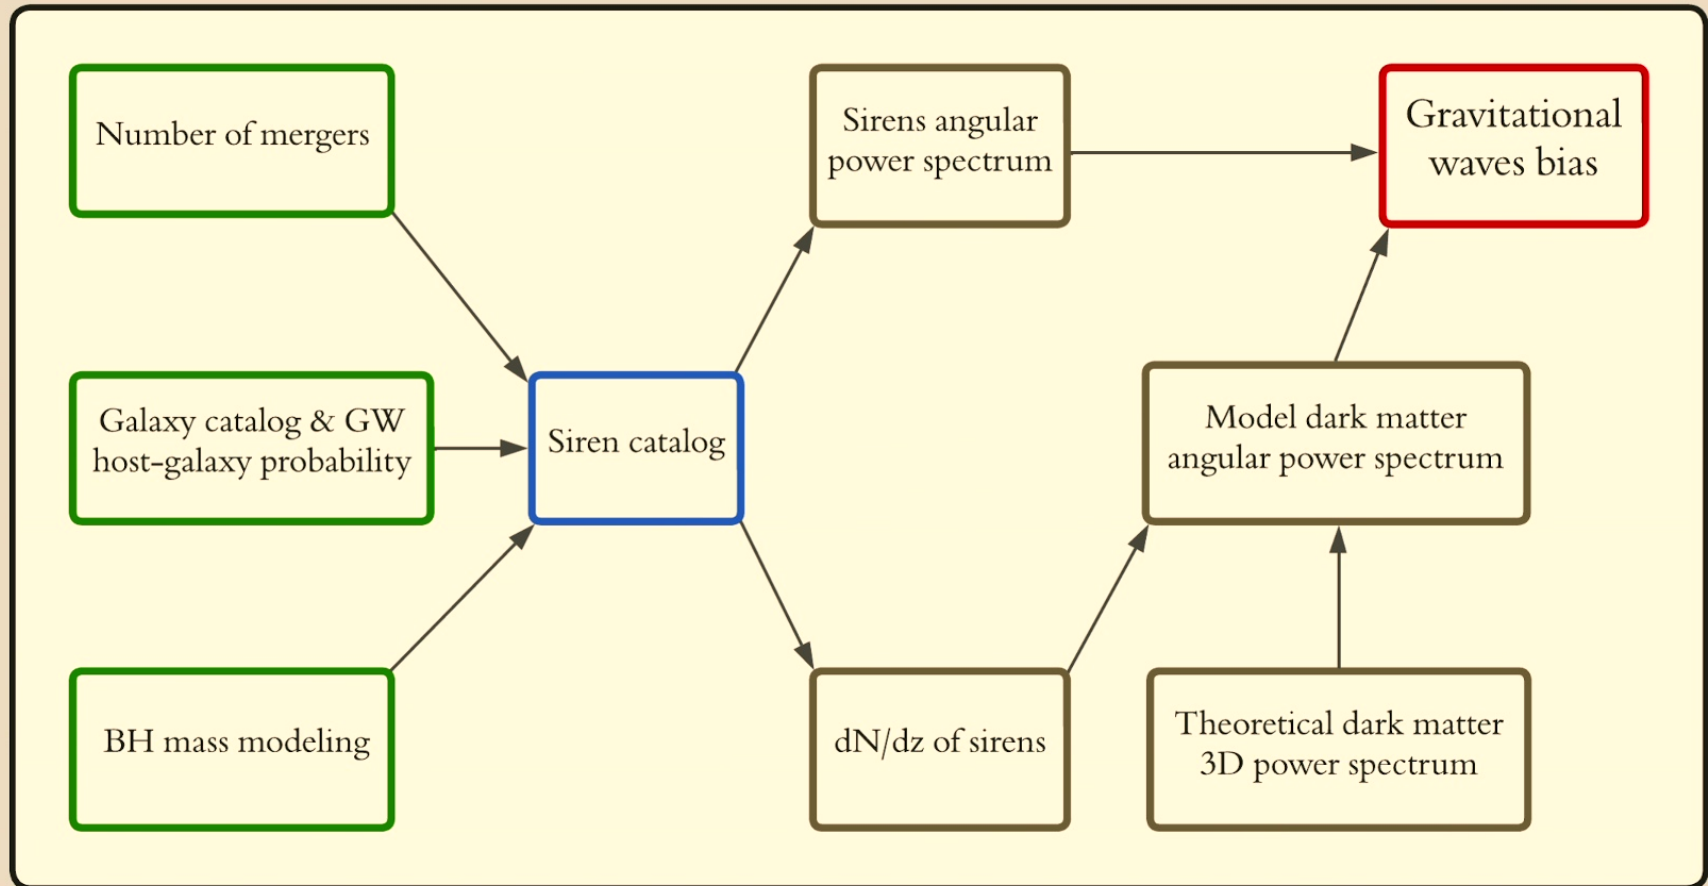 Number of mergers
Sirens angular
power spectrum
Gravitational
waves bias
Galaxy catalog & GW
host-galaxy probability
Siren catalog
Model dark matter
angular power spectrum
BH mass modeling
dN/dz of sirens
Theoretical dark matter
3D power spectrum